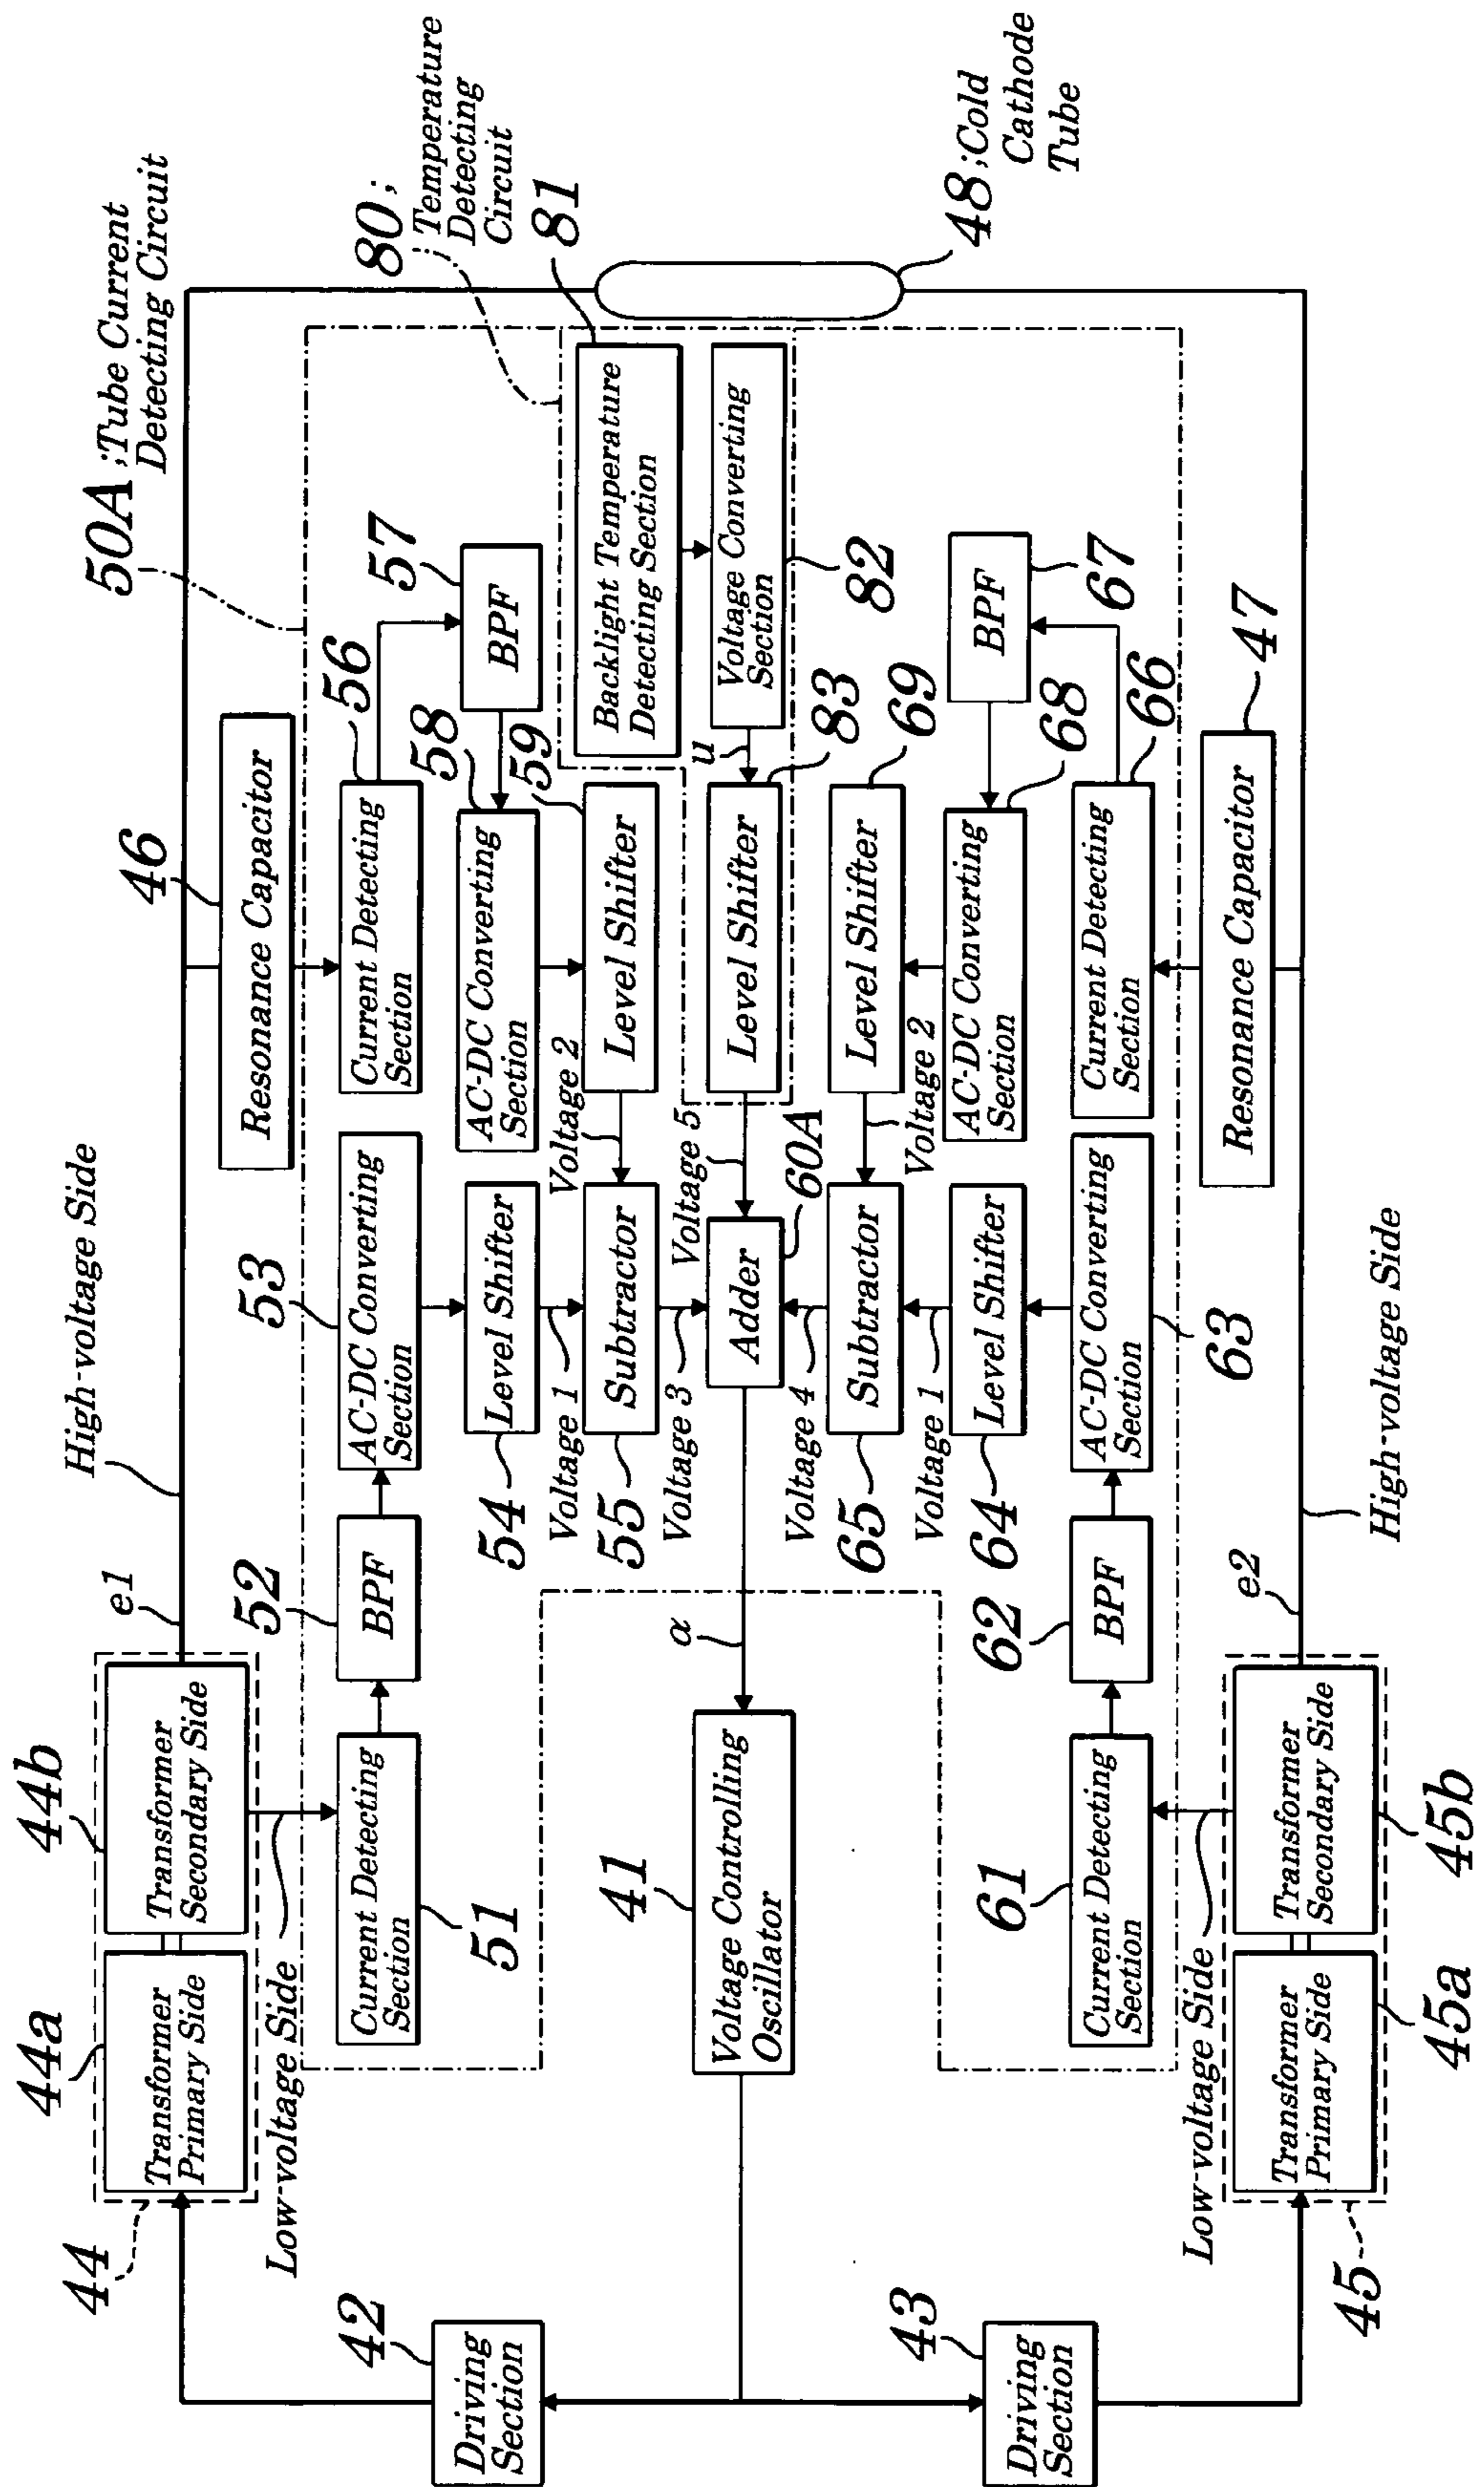 50A ;Tube Current
Detecting Circuit
80 ;
Temperature
Detecting
Circuit
81
48 ;Cold
Cathode
Tube
High-voltage Side
e1
44
44a
Transformer
Primary Side
44b
Transformer
Secondary Side
Low-voltage Side
46
Resonance Capacitor
51
Current Detecting
Section
52
BPF
53
AC-DC Converting
Section
56
Current Detecting
Section
57
BPF
54
Level Shifter
58
AC-DC Converting
Section
Voltage 1
Voltage 2
59
Level Shifter
55
Subtractor
Backlight Temperature
Detecting Section
Voltage 3
Voltage 5
42
Driving
Section
41
Voltage Controlling
Oscillator
α
Adder
60A
Level Shifter
83
u
Voltage Converting
Section
82
Voltage 4
65
Subtractor
Level Shifter
69
Voltage 1
Voltage 2
43
Driving
Section
64
Level Shifter
AC-DC Converting
Section
68
BPF
67
61
Current Detecting
Section
62
BPF
AC-DC Converting
Section
63
Current Detecting
Section
66
Low-voltage Side
45
Transformer
Primary Side
45a
Transformer
Secondary Side
45b
e2
Resonance Capacitor
47
High-voltage Side